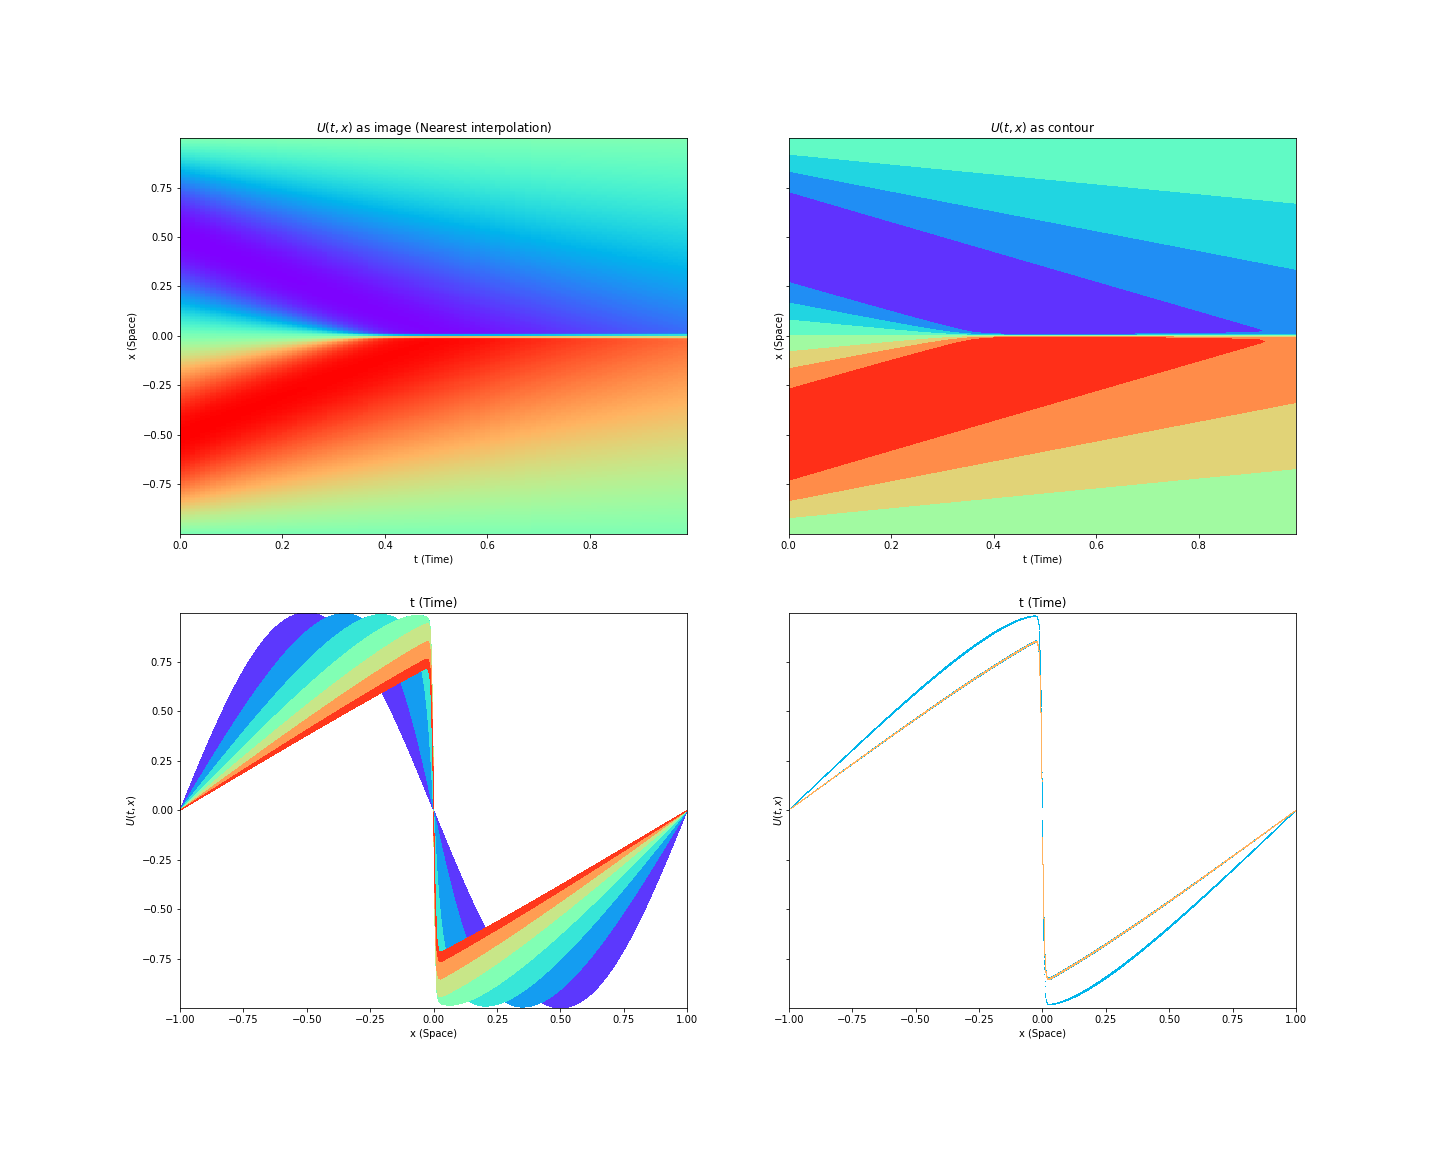 U(t, x) as image (Nearest interpolation)
x (Space)
0.75
0.50
0.25
0.00
−0.25
−0.50
−0.75
0.0 0.2 0.4 0.6 0.8
t (Time)
U(t, x) as contour
x (Space)
0.0 0.2 0.4 0.6 0.8
t (Time)
t (Time)
U(t, x)
0.75
0.50
0.25
0.00
−0.25
−0.50
−0.75
−1.00 −0.75 −0.50 −0.25 0.00 0.25 0.50 0.75 1.00
x (Space)
t (Time)
U(t, x)
−1.00 −0.75 −0.50 −0.25 0.00 0.25 0.50 0.75 1.00
x (Space)